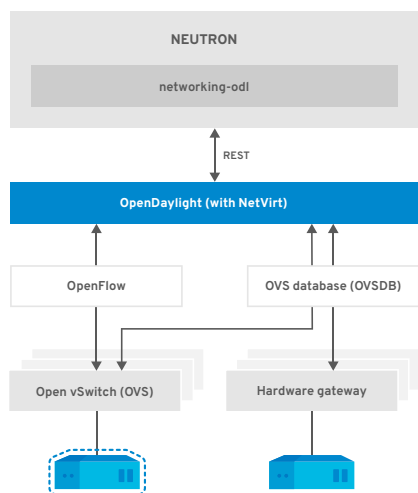 NEUTRON
networking-odl
REST
OpenDaylight (with NetVirt)
OpenFlow
OVS database (OVSDB)
Open vSwitch (OVS)
Hardware gateway